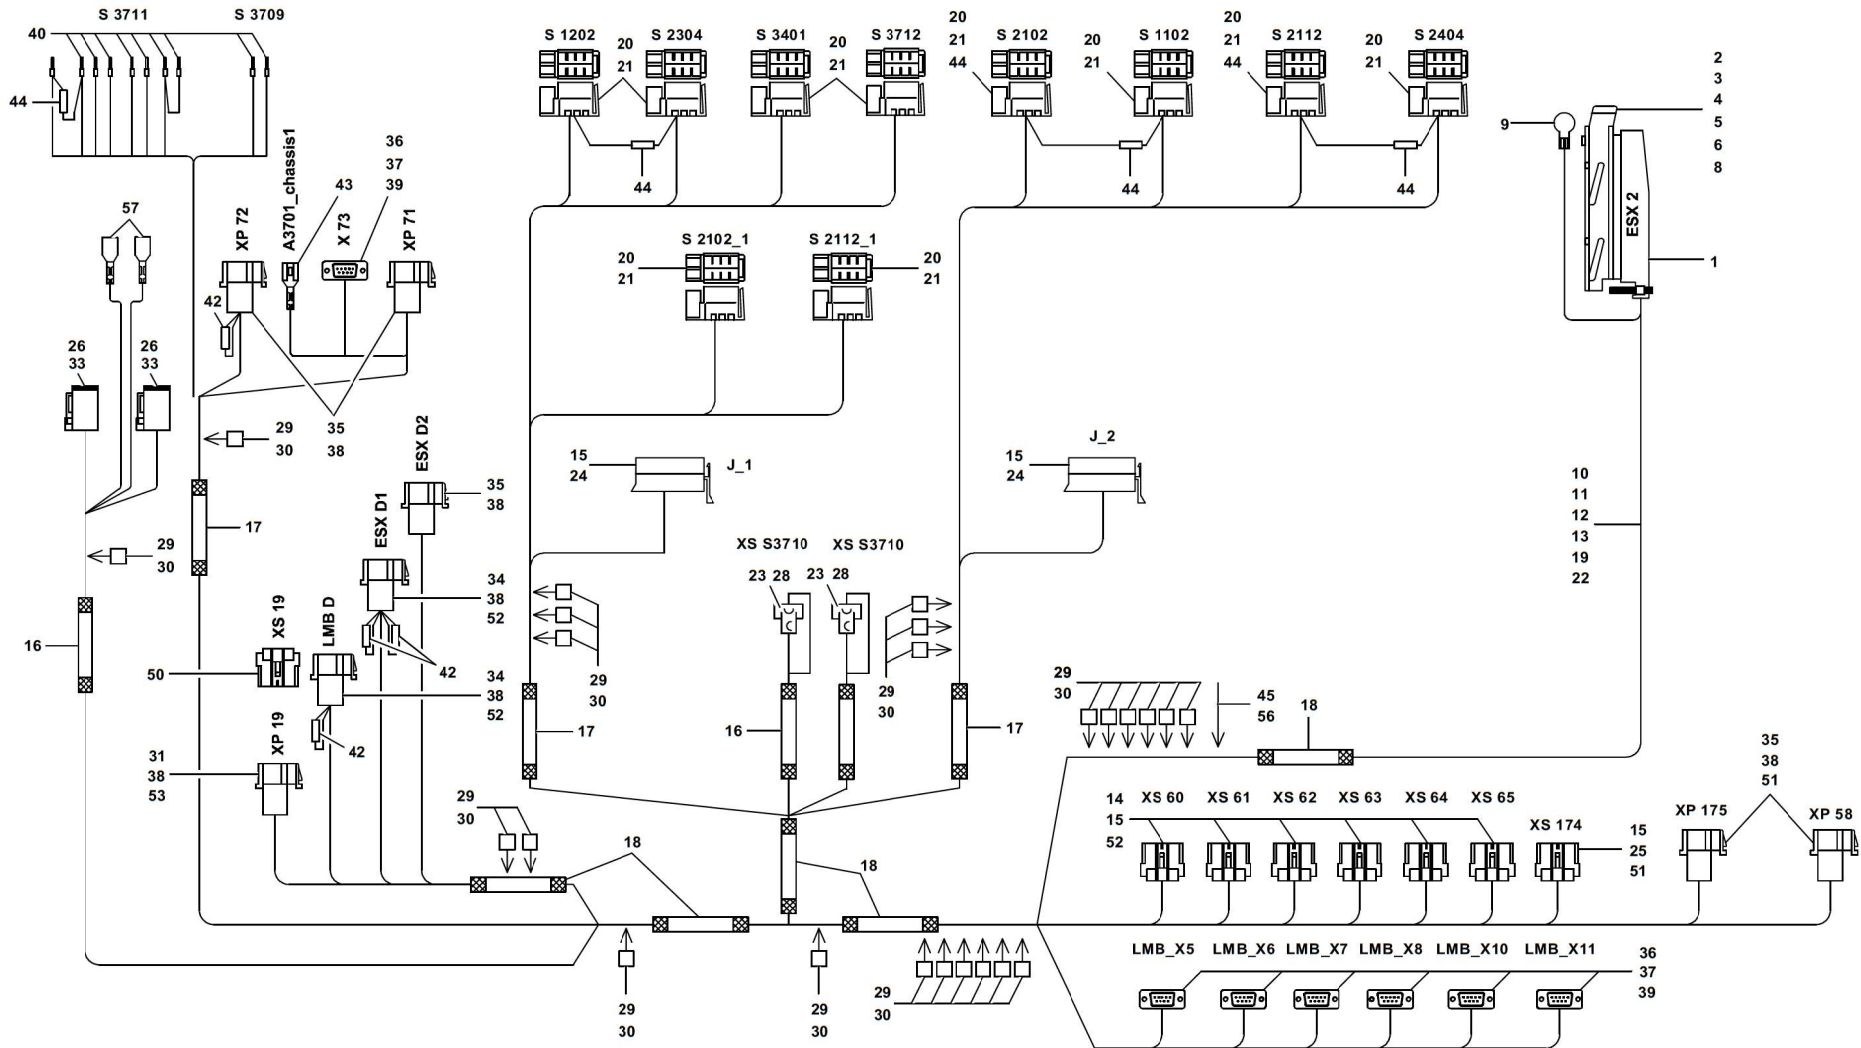 S 3711
S 3709
40
44
S 1202
20
21
S 2304
S 3401
20
21
S 3712
20
21
44
S 2102
20
21
S 1102
20
21
44
S 2112
20
21
S 2404
44
44
44
2
3
4
5
6
8
9
ESX 2
1
57
XP 72
A3701_chassis1
43
X 73
36
37
39
XP 71
42
S 2102_1
20
21
S 2112_1
20
21
26
33
26
33
29
30
35
38
ESX D2
35
38
15
24
J_1
15
24
J_2
10
11
12
13
19
22
17
29
30
ESX D1
34
38
52
XS S3710
XS S3710
23 28
23 28
16
XS 19
50
LMB D
42
34
38
52
29
30
29
30
XP 19
42
31
38
53
17
16
17
29
30
45
56
18
29
30
18
18
14
15
52
XS 60
XS 61
XS 62
XS 63
XS 64
XS 65
XS 174
15
25
51
XP 175
35
38
51
XP 58
29
30
29
30
29
30
LMB_X5
LMB_X6
LMB_X7
LMB_X8
LMB_X10
LMB_X11
36
37
39